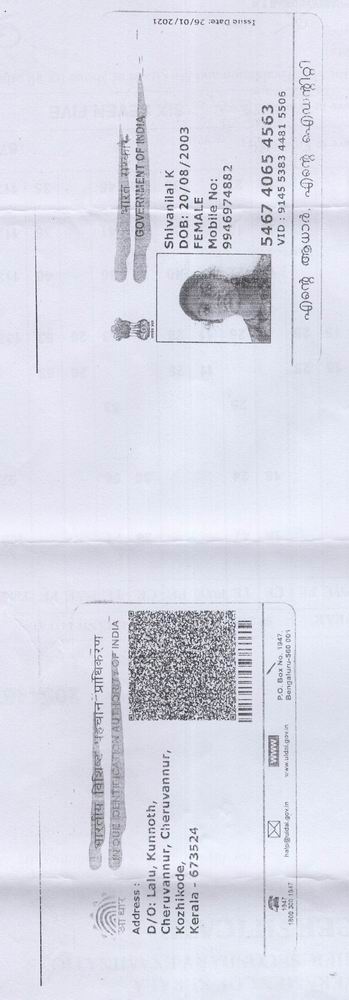 भारतीय विशिष्ट पहचान प्राधिकरण
IDENTIFICATION AUTHORITY OF INDIA
आधार
Address :
D/O: Lalu, Kunnoth,
Cheruvannur, Cheruvannur,
Kozhikode,
Kerala - 673524
1947
1800 300 1947
help@uidai.gov.in
www
www.uidai.gov.in
P.O. Box No. 1947,
Bengaluru-560 001
भारत सरकार
GOVERNMENT OF INDIA
Shivanilal K
DOB: 20/08/2003
FEMALE
Mobile No:
9946974882
5467 4065 4563
VID : 9145 5383 4481 5506
Issue Date: 26/01/2021
എന്റെ ആധാർ, എന്റെ ഐഡന്റിറ്റി